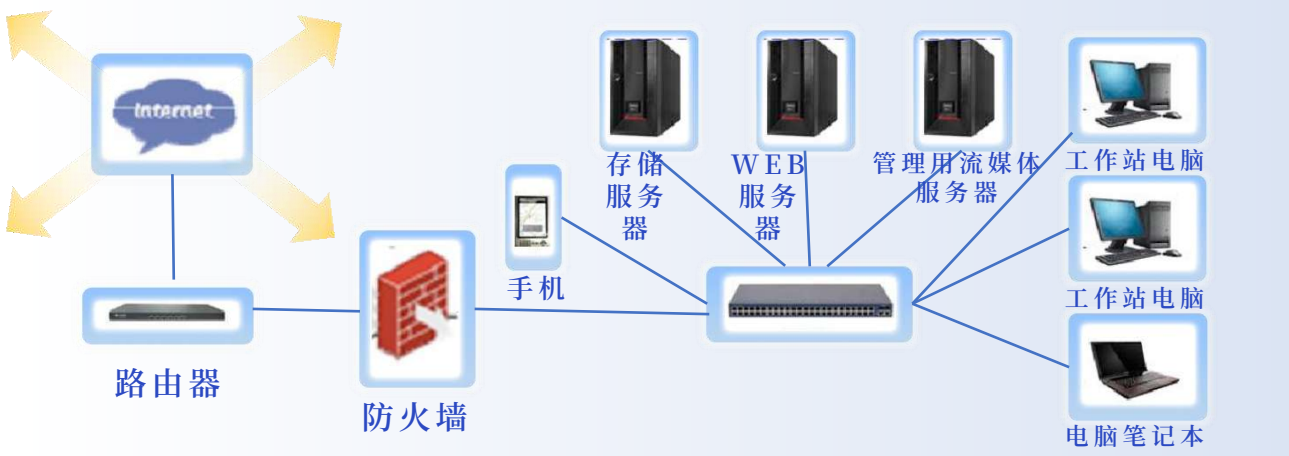 Internet
存储
服务
器
WEB
服务
器
管理用流媒体
服务器
工作站电脑
工作站电脑
手机
路由器
防火墙
电脑笔记本